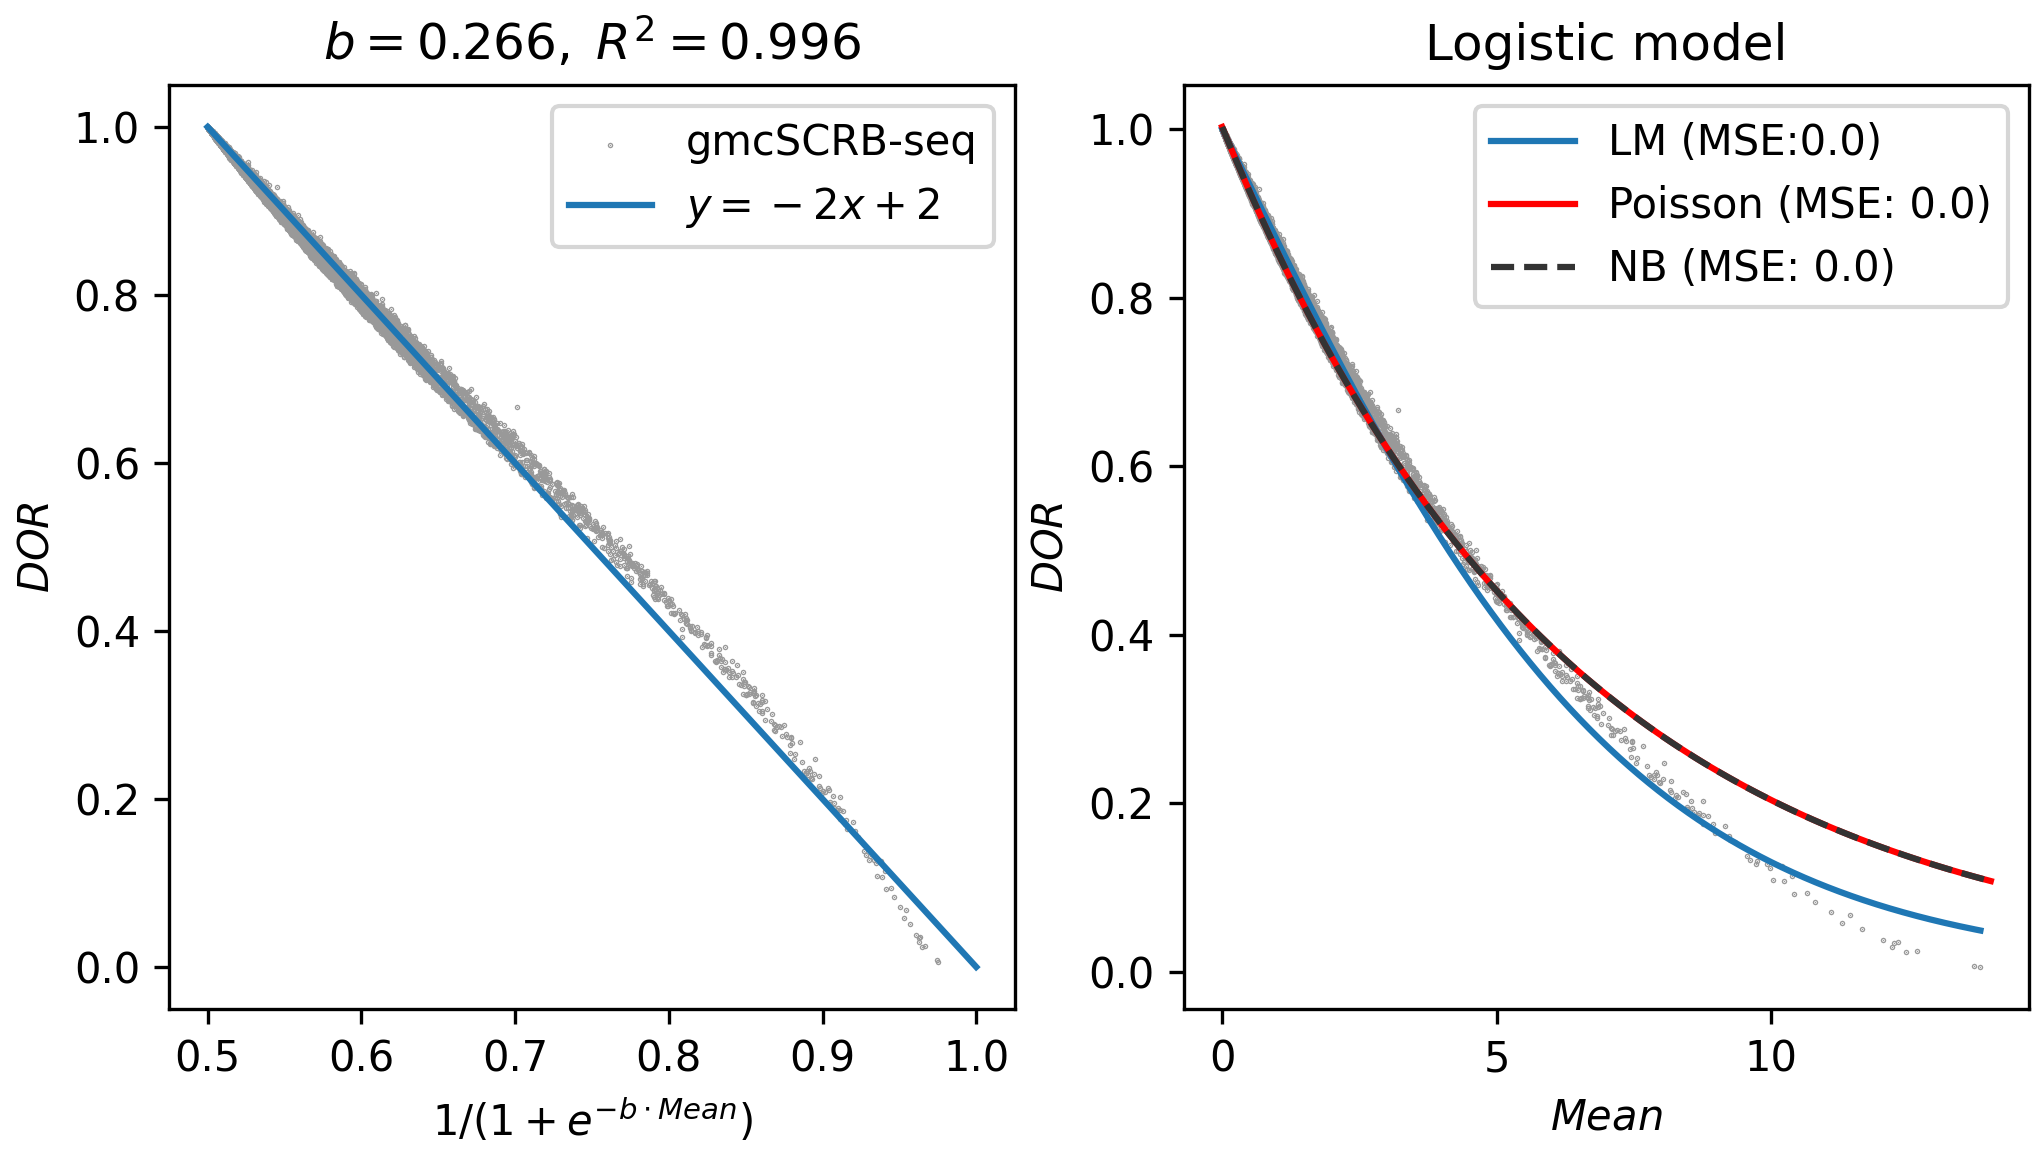 b = 0.266, R² = 0.996
gmcSCRB-seq
y = −2x + 2
1.0
0.8
0.6
0.4
0.2
0.0
DOR
0.5 0.6 0.7 0.8 0.9 1.0
1/(1 + e^{−b·Mean})
Logistic model
LM (MSE:0.0)
Poisson (MSE: 0.0)
NB (MSE: 0.0)
1.0
0.8
0.6
0.4
0.2
0.0
DOR
0 5 10
Mean